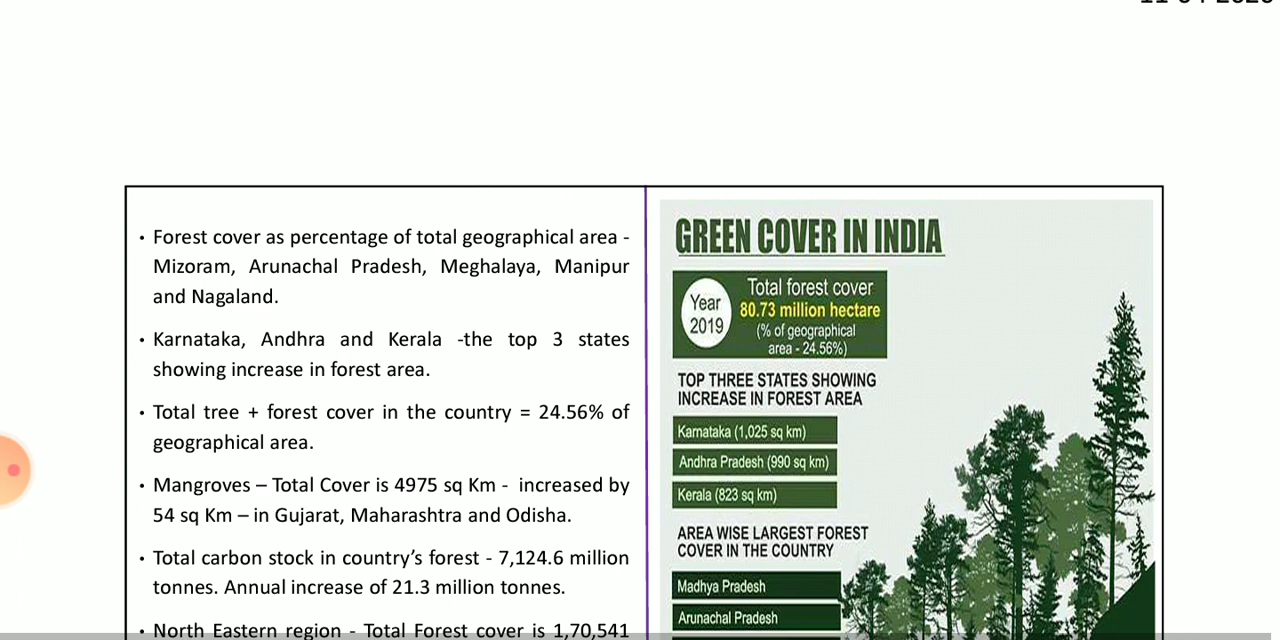 • Forest cover as percentage of total geographical area -
Mizoram, Arunachal Pradesh, Meghalaya, Manipur
and Nagaland.
• Karnataka, Andhra and Kerala -the top 3 states
showing increase in forest area.
• Total tree + forest cover in the country = 24.56% of
geographical area.
• Mangroves – Total Cover is 4975 sq Km - increased by
54 sq Km – in Gujarat, Maharashtra and Odisha.
• Total carbon stock in country’s forest - 7,124.6 million
tonnes. Annual increase of 21.3 million tonnes.
• North Eastern region - Total Forest cover is 1,70,541
GREEN COVER IN INDIA
Year
2019
Total forest cover
80.73 million hectare
(% of geographical
area - 24.56%)
TOP THREE STATES SHOWING
INCREASE IN FOREST AREA
Karnataka (1,025 sq km)
Andhra Pradesh (990 sq km)
Kerala (823 sq km)
AREA WISE LARGEST FOREST
COVER IN THE COUNTRY
Madhya Pradesh
Arunachal Pradesh